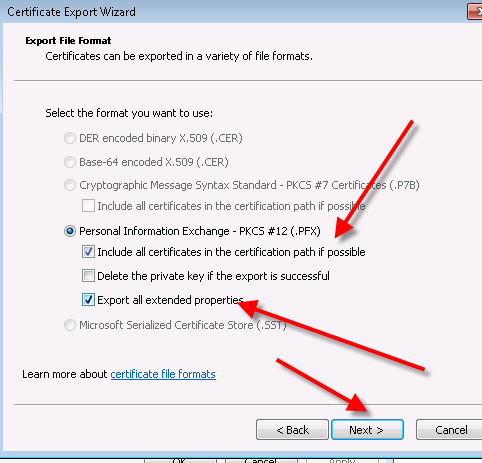 Certificate Export Wizard
Export File Format
Certificates can be exported in a variety of file formats.
Select the format you want to use:
DER encoded binary X.509 (.CER)
Base-64 encoded X.509 (.CER)
Cryptographic Message Syntax Standard - PKCS #7 Certificates (.P7B)
Include all certificates in the certification path if possible
Personal Information Exchange - PKCS #12 (.PFX)
Include all certificates in the certification path if possible
Delete the private key if the export is successful
Export all extended properties
Microsoft Serialized Certificate Store (.SST)
Learn more about certificate file formats
< Back
Next >
Cancel
OK
Cancel
Apply